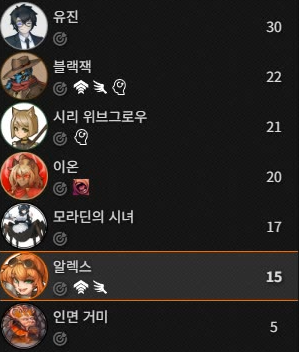 유진 30
블랙잭 22
시리 위브그로우 21
이온 20
모라딘의 시녀 17
알렉스 15
인면 거미 5